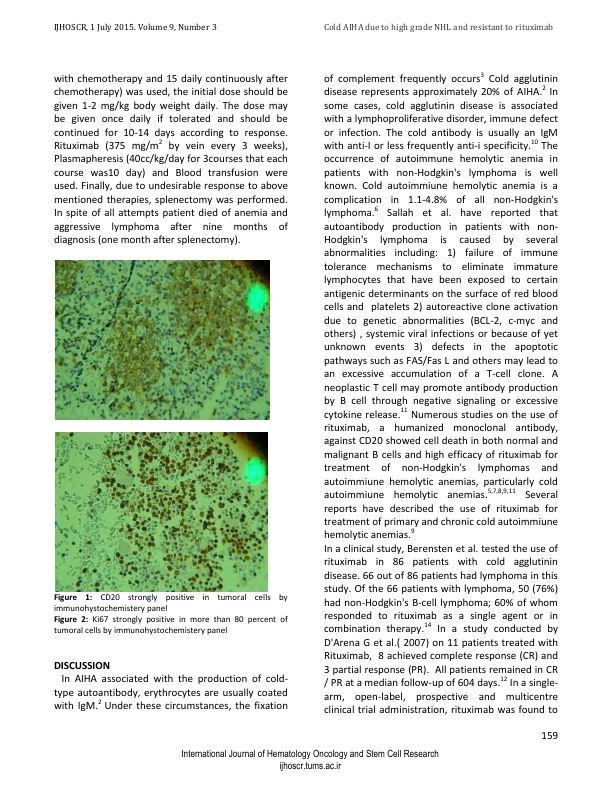 IJHOSCR, 1 July 2015. Volume 9, Number 3
Cold AIHA due to high grade NHL and resistant to rituximab
with chemotherapy and 15 daily continuously after
chemotherapy) was used, the initial dose should be
given 1-2 mg/kg body weight daily. The dose may
be given once daily if tolerated and should be
continued for 10-14 days according to response.
Rituximab (375 mg/m2 by vein every 3 weeks),
Plasmapheresis (40cc/kg/day for 3courses that each
course was10 day) and Blood transfusion were
used. Finally, due to undesirable response to above
mentioned therapies, splenectomy was performed.
In spite of all attempts patient died of anemia and
aggressive lymphoma after nine months of
diagnosis (one month after splenectomy).
Figure 1: CD20 strongly positive in tumoral cells by
immunohystochemistery panel
Figure 2: Ki67 strongly positive in more than 80 percent of
tumoral cells by immunohystochemistery panel
DISCUSSION
In AIHA associated with the production of cold-
type autoantibody, erythrocytes are usually coated
with IgM.2 Under these circumstances, the fixation
of complement frequently occurs3 Cold agglutinin
disease represents approximately 20% of AIHA.2 In
some cases, cold agglutinin disease is associated
with a lymphoproliferative disorder, immune defect
or infection. The cold antibody is usually an IgM
with anti-I or less frequently anti-i specificity.10 The
occurrence of autoimmune hemolytic anemia in
patients with non-Hodgkin's lymphoma is well
known. Cold autoimmiune hemolytic anemia is a
complication in 1.1-4.8% of all non-Hodgkin's
lymphoma.6 Sallah et al. have reported that
autoantibody production in patients with non-
Hodgkin's lymphoma is caused by several
abnormalities including: 1) failure of immune
tolerance mechanisms to eliminate immature
lymphocytes that have been exposed to certain
antigenic determinants on the surface of red blood
cells and platelets 2) autoreactive clone activation
due to genetic abnormalities (BCL-2, c-myc and
others) , systemic viral infections or because of yet
unknown events 3) defects in the apoptotic
pathways such as FAS/Fas L and others may lead to
an excessive accumulation of a T-cell clone. A
neoplastic T cell may promote antibody production
by B cell through negative signaling or excessive
cytokine release.11 Numerous studies on the use of
rituximab, a humanized monoclonal antibody,
against CD20 showed cell death in both normal and
malignant B cells and high efficacy of rituximab for
treatment of non-Hodgkin's lymphomas and
autoimmiune hemolytic anemias, particularly cold
autoimmiune hemolytic anemias.5,7,8,9,11 Several
reports have described the use of rituximab for
treatment of primary and chronic cold autoimmiune
hemolytic anemias.9
In a clinical study, Berensten et al. tested the use of
rituximab in 86 patients with cold agglutinin
disease. 66 out of 86 patients had lymphoma in this
study. Of the 66 patients with lymphoma, 50 (76%)
had non-Hodgkin's B-cell lymphoma; 60% of whom
responded to rituximab as a single agent or in
combination therapy.14 In a study conducted by
D'Arena G et al.( 2007) on 11 patients treated with
Rituximab, 8 achieved complete response (CR) and
3 partial response (PR). All patients remained in CR
/ PR at a median follow-up of 604 days.12 In a single-
arm, open-label, prospective and multicentre
clinical trial administration, rituximab was found to
159
International Journal of Hematology Oncology and Stem Cell Research
ijhoscr.tums.ac.ir